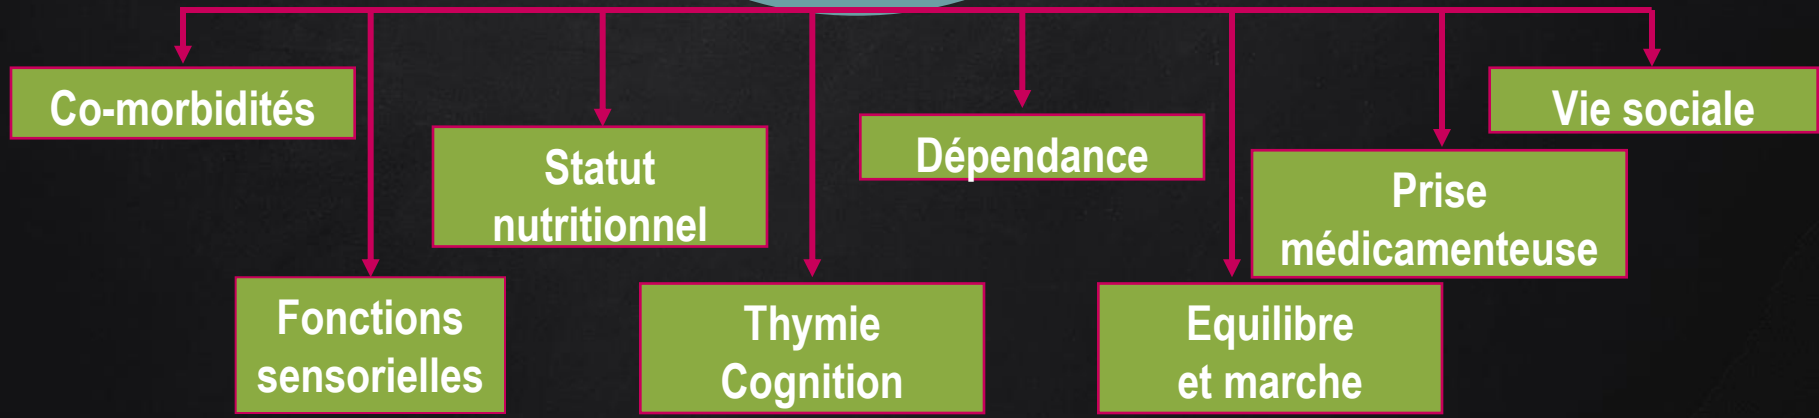 Co-morbidités
Fonctions
sensorielles
Statut
nutritionnel
Thymie
Cognition
Dépendance
Equilibre
et marche
Prise
médicamenteuse
Vie sociale